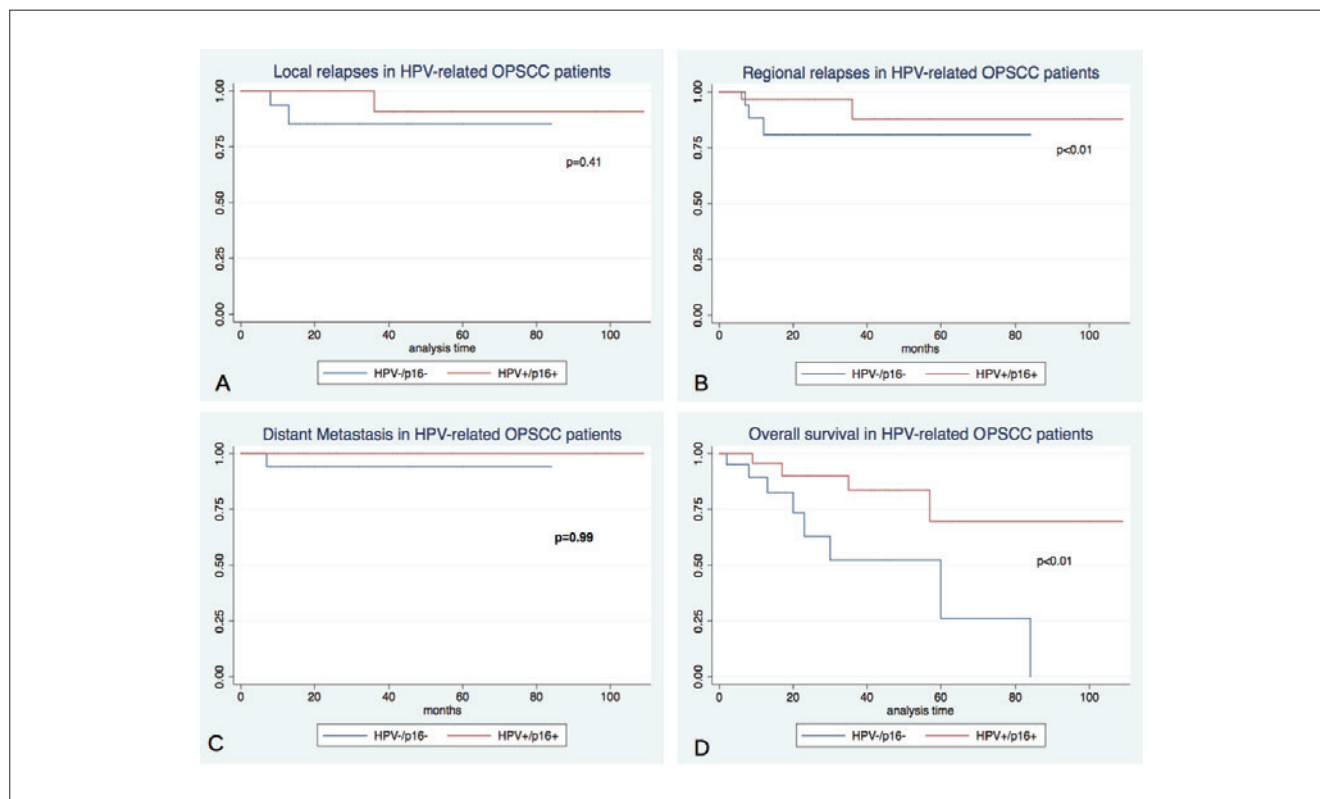 Local relapses in HPV-related OPSCC patients
1.00
0.75
0.50
0.25
0.00
p=0.41
0 20 40 60 80 100
analysis time
HPV-/p16- HPV+/p16+
A
Regional relapses in HPV-related OPSCC patients
1.00
0.75
0.50
0.25
0.00
p<0.01
0 20 40 60 80 100
months
HPV-/p16- HPV+/p16+
B
Distant Metastasis in HPV-related OPSCC patients
1.00
0.75
0.50
0.25
0.00
p=0.99
0 20 40 60 80 100
months
HPV-/p16- HPV+/p16+
C
Overall survival in HPV-related OPSCC patients
1.00
0.75
0.50
0.25
0.00
p<0.01
0 20 40 60 80 100
analysis time
HPV-/p16- HPV+/p16+
D